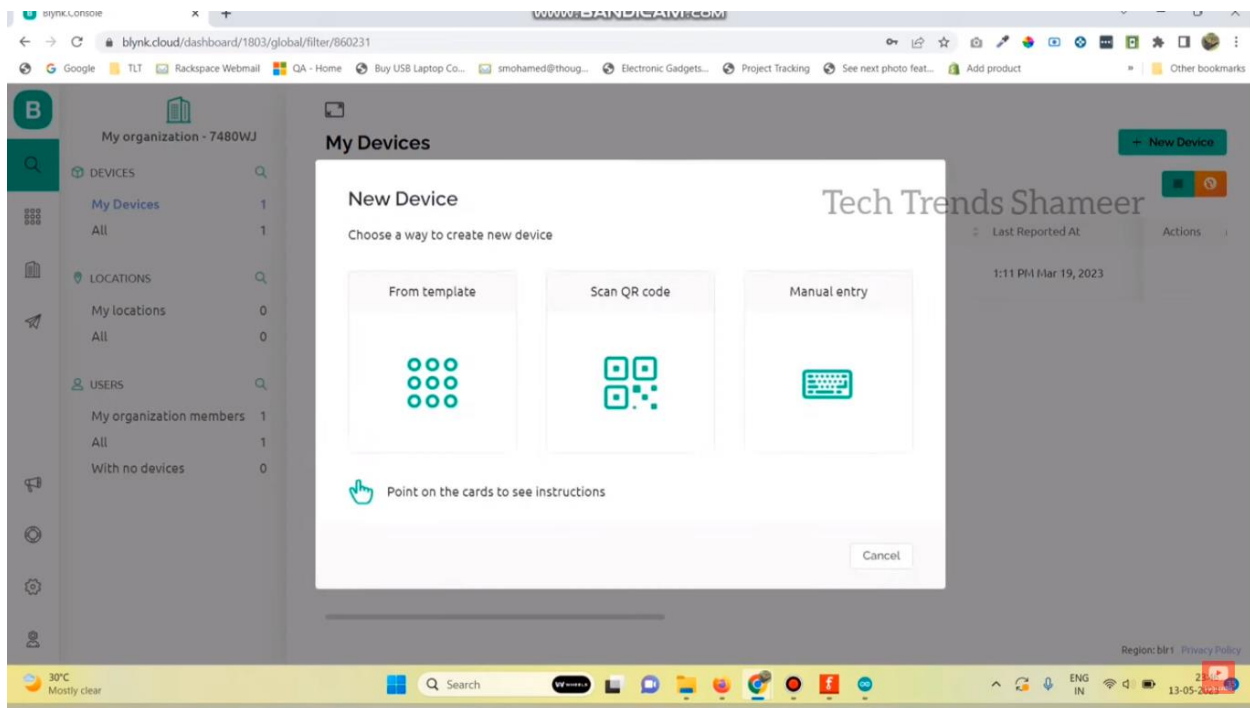 Blynk.Console
WWW.BANDICAM.COM
blynk.cloud/dashboard/1803/global/filter/860231
Google TLT Rackspace Webmail QA - Home Buy USB Laptop Co... smohamed@thoug... Electronic Gadgets... Project Tracking See next photo feat... Add product » Other bookmarks
B
My organization - 7480WJ
My Devices
+ New Device
DEVICES
My Devices 1
All 1
LOCATIONS
My locations 0
All 0
USERS
My organization members 1
All 1
With no devices 0
New Device
Tech Trends Shameer
Choose a way to create new device
Last Reported At Actions
1:11 PM Mar 19, 2023
From template Scan QR code Manual entry
Point on the cards to see instructions
Cancel
Region: blr1 Privacy Policy
30°C
Mostly clear
Search
ENG
IN